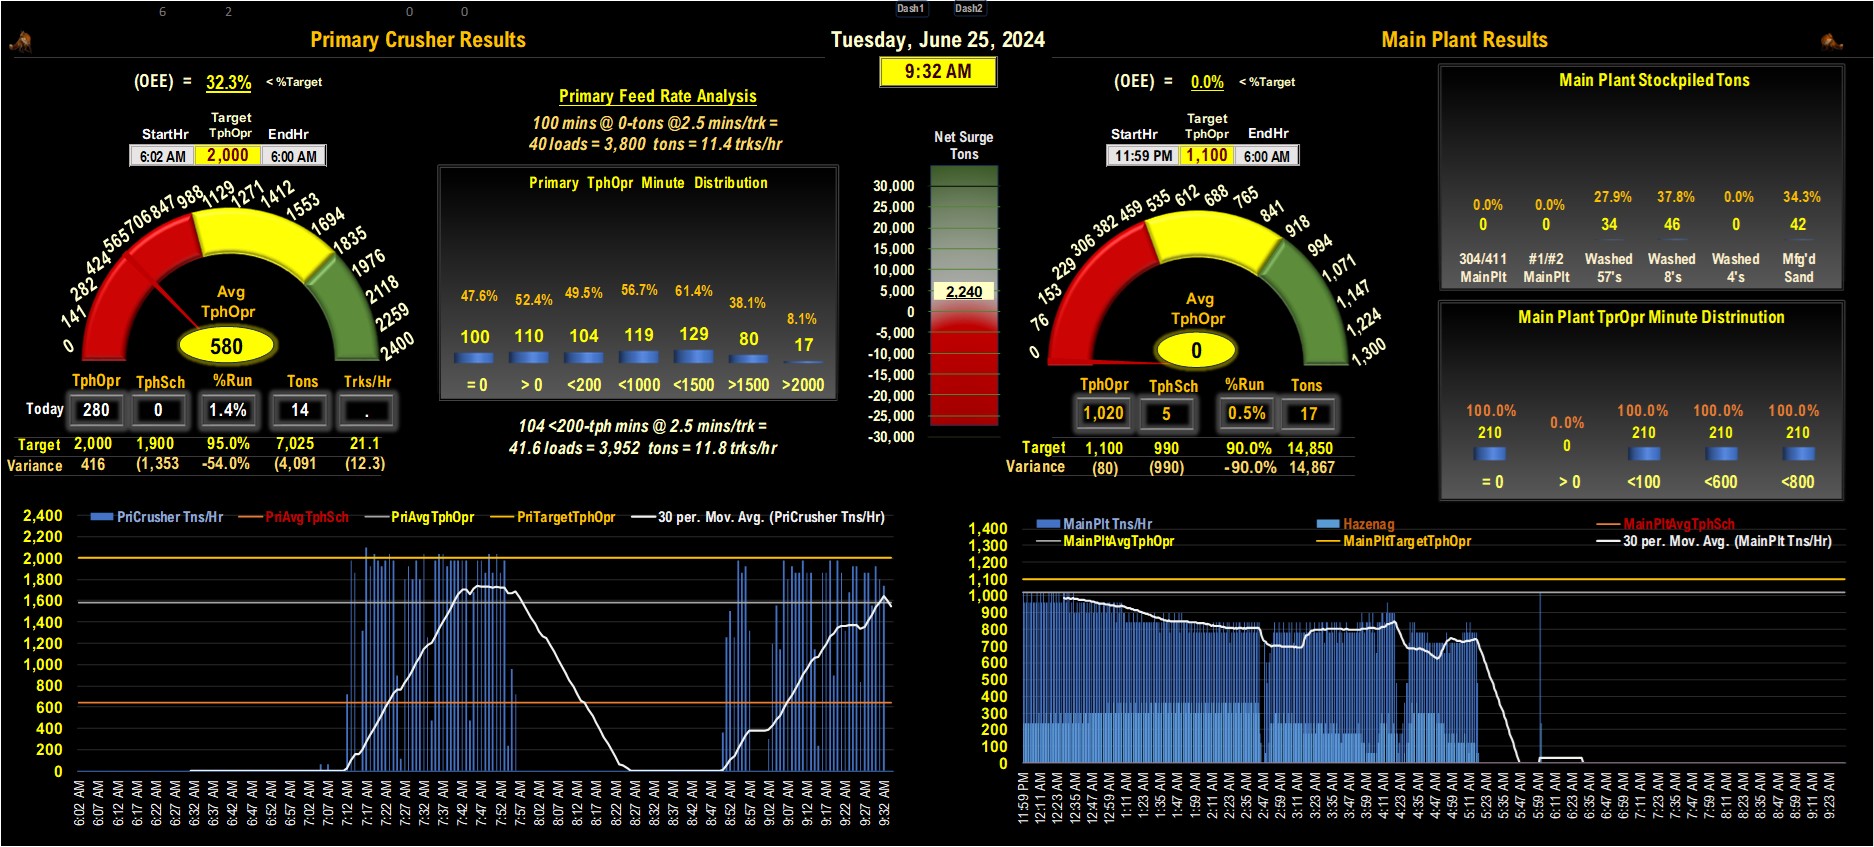 6 2 0 0 Dash1 Dash2
Primary Crusher Results
Tuesday, June 25, 2024
Main Plant Results
9:32 AM
(OEE) = 32.3% < %Target
Target
StartHr TphOpr EndHr
6:02 AM 2,000 6:00 AM
0 141 282 424 565 706 847 988 1129 1271 1412 1553 1694 1835 1976 2118 2259 2400
Avg
TphOpr
580
TphOpr TphSch %Run Tons Trks/Hr
Today 280 0 1.4% 14 .
Target 2,000 1,900 95.0% 7,025 21.1
Variance 416 (1,353 -54.0% (4,091 (12.3)
Primary Feed Rate Analysis
100 mins @ 0-tons @2.5 mins/trk =
40 loads = 3,800 tons = 11.4 trks/hr
Primary TphOpr Minute Distribution
47.6% 52.4% 49.5% 56.7% 61.4% 38.1% 8.1%
100 110 104 119 129 80 17
= 0 > 0 <200 <1000 <1500 >1500 >2000
104 <200-tph mins @ 2.5 mins/trk =
41.6 loads = 3,952 tons = 11.8 trks/hr
Net Surge
Tons
30,000
25,000
20,000
15,000
10,000
5,000
2,240
0
-5,000
-10,000
-15,000
-20,000
-25,000
-30,000
(OEE) = 0.0% < %Target
Target
StartHr TphOpr EndHr
11:59 PM 1,100 6:00 AM
0 76 153 229 306 382 459 535 612 688 765 841 918 994 1,071 1,147 1,224 1,300
Avg
TphOpr
0
TphOpr TphSch %Run Tons
1,020 5 0.5% 17
Target 1,100 990 90.0% 14,850
Variance (80) (990) -90.0% 14,867
Main Plant Stockpiled Tons
0.0% 0.0% 27.9% 37.8% 0.0% 34.3%
0 0 34 46 0 42
304/411 #1/#2 Washed Washed Washed Mfg'd
MainPlt MainPlt 57's 8's 4's Sand
Main Plant TprOpr Minute Distrinution
100.0% 0.0% 100.0% 100.0% 100.0%
210 0 210 210 210
= 0 > 0 <100 <600 <800
PriCrusher Tns/Hr PriAvgTphSch PriAvgTphOpr PriTargetTphOpr 30 per. Mov. Avg. (PriCrusher Tns/Hr)
2,400
2,200
2,000
1,800
1,600
1,400
1,200
1,000
800
600
400
200
0
6:02 AM 6:07 AM 6:12 AM 6:17 AM 6:22 AM 6:27 AM 6:32 AM 6:37 AM 6:42 AM 6:47 AM 6:52 AM 6:57 AM 7:02 AM 7:07 AM 7:12 AM 7:17 AM 7:22 AM 7:27 AM 7:32 AM 7:37 AM 7:42 AM 7:47 AM 7:52 AM 7:57 AM 8:02 AM 8:07 AM 8:12 AM 8:17 AM 8:22 AM 8:27 AM 8:32 AM 8:37 AM 8:42 AM 8:47 AM 8:52 AM 8:57 AM 9:02 AM 9:07 AM 9:12 AM 9:17 AM 9:22 AM 9:27 AM 9:32 AM
MainPlt Tns/Hr Hazenag MainPltAvgTphSch
MainPltAvgTphOpr MainPltTargetTphOpr 30 per. Mov. Avg. (MainPlt Tns/Hr)
1,400
1,300
1,200
1,100
1,000
900
800
700
600
500
400
300
200
100
0
11:59 PM 12:11 AM 12:23 AM 12:35 AM 12:47 AM 12:59 AM 1:11 AM 1:23 AM 1:35 AM 1:47 AM 1:59 AM 2:11 AM 2:23 AM 2:35 AM 2:47 AM 2:59 AM 3:11 AM 3:23 AM 3:35 AM 3:47 AM 3:59 AM 4:11 AM 4:23 AM 4:35 AM 4:47 AM 4:59 AM 5:11 AM 5:23 AM 5:35 AM 5:47 AM 5:59 AM 6:11 AM 6:23 AM 6:35 AM 6:47 AM 6:59 AM 7:11 AM 7:23 AM 7:35 AM 7:47 AM 7:59 AM 8:11 AM 8:23 AM 8:35 AM 8:47 AM 8:59 AM 9:11 AM 9:23 AM